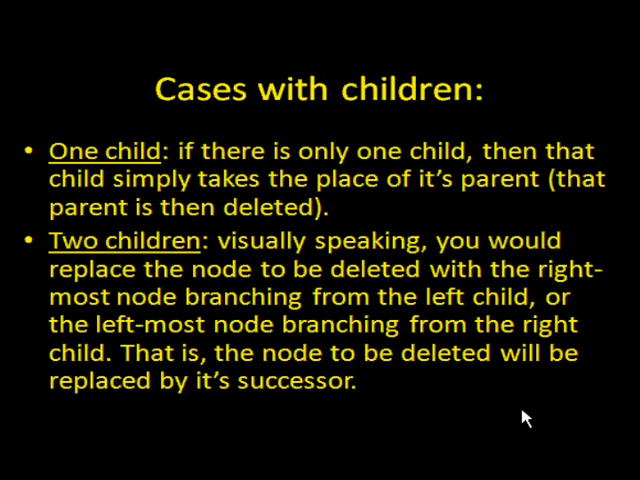 Cases with children:
• One child: if there is only one child, then that
child simply takes the place of it's parent (that
parent is then deleted).
• Two children: visually speaking, you would
replace the node to be deleted with the right-
most node branching from the left child, or
the left-most node branching from the right
child. That is, the node to be deleted will be
replaced by it's successor.